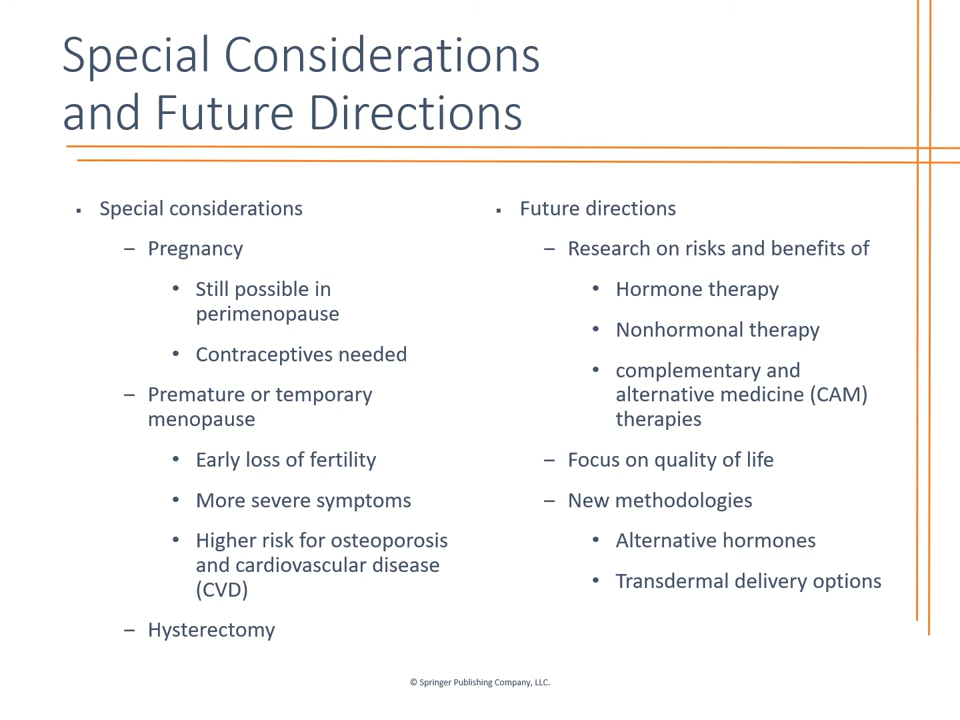 Special Considerations
and Future Directions
▪ Special considerations
– Pregnancy
• Still possible in
perimenopause
• Contraceptives needed
– Premature or temporary
menopause
• Early loss of fertility
• More severe symptoms
• Higher risk for osteoporosis
and cardiovascular disease
(CVD)
– Hysterectomy
▪ Future directions
– Research on risks and benefits of
• Hormone therapy
• Nonhormonal therapy
• complementary and
alternative medicine (CAM)
therapies
– Focus on quality of life
– New methodologies
• Alternative hormones
• Transdermal delivery options
© Springer Publishing Company, LLC.